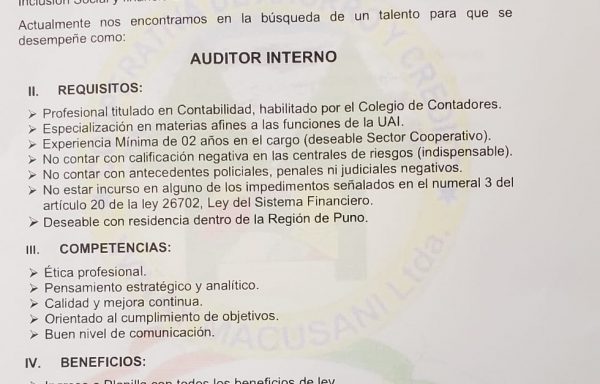 Inclusión Social y
Actualmente nos encontramos en la búsqueda de un talento para que se
desempeñe como:
AUDITOR INTERNO
II. REQUISITOS:
➢ Profesional titulado en Contabilidad, habilitado por el Colegio de Contadores.
➢ Especialización en materias afines a las funciones de la UAI.
➢ Experiencia Mínima de 02 años en el cargo (deseable Sector Cooperativo).
➢ No contar con calificación negativa en las centrales de riesgos (indispensable).
➢ No contar con antecedentes policiales, penales ni judiciales negativos.
➢ No estar incurso en alguno de los impedimentos señalados en el numeral 3 del
artículo 20 de la ley 26702, Ley del Sistema Financiero.
➢ Deseable con residencia dentro de la Región de Puno.
III. COMPETENCIAS:
➢ Ética profesional.
➢ Pensamiento estratégico y analítico.
➢ Calidad y mejora continua.
➢ Orientado al cumplimiento de objetivos.
➢ Buen nivel de comunicación.
IV. BENEFICIOS:
➢ Ingreso a Planilla con todos los beneficios de ley
MACUSANI Ltda.